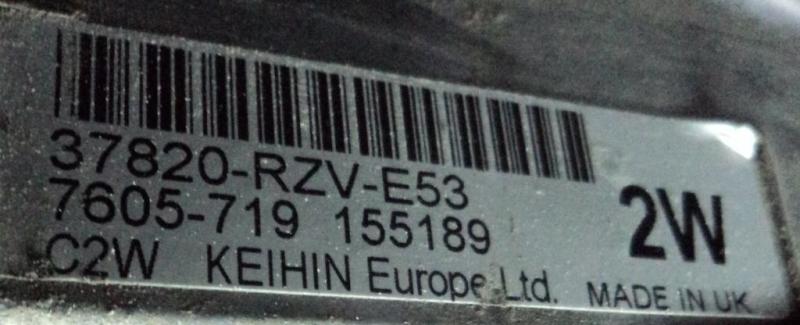 37820-RZV-E53
7605-719 155189
2W
C2W KEIHIN Europe Ltd. MADE IN UK